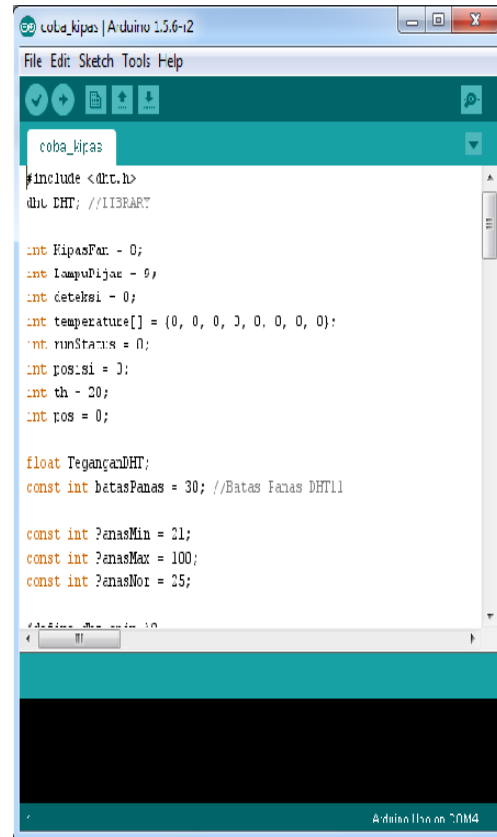 coba_kipas | Arduino 1.5.6-r2
File Edit Sketch Tools Help
coba_kipas
#include <dht.h>
dht DHT; //LIBRARY
int KipasFan = 8;
int LampuPijar = 9;
int deteksi = 0;
int temperature[] = {0, 0, 0, 0, 0, 0, 0, 0};
int runStatus = 0;
int posisi = 0;
int th = 20;
int pos = 0;
float TeganganDHT;
const int batasPanas = 30; //Batas Panas DHT11
const int PanasMin = 21;
const int PanasMax = 100;
const int PanasNor = 25;
Arduino Uno on COM4